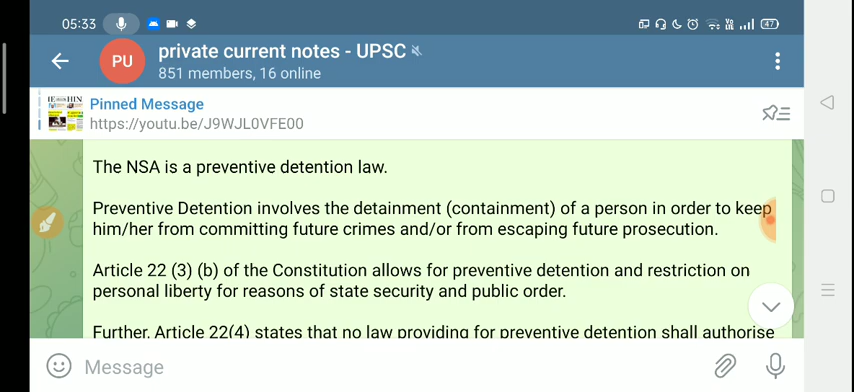 05:33
47
PU
private current notes - UPSC
851 members, 16 online
IE HIN
Pinned Message
https://youtu.be/J9WJL0VFE00
The NSA is a preventive detention law.
Preventive Detention involves the detainment (containment) of a person in order to keep
him/her from committing future crimes and/or from escaping future prosecution.
Article 22 (3) (b) of the Constitution allows for preventive detention and restriction on
personal liberty for reasons of state security and public order.
Further, Article 22(4) states that no law providing for preventive detention shall authorise
Message